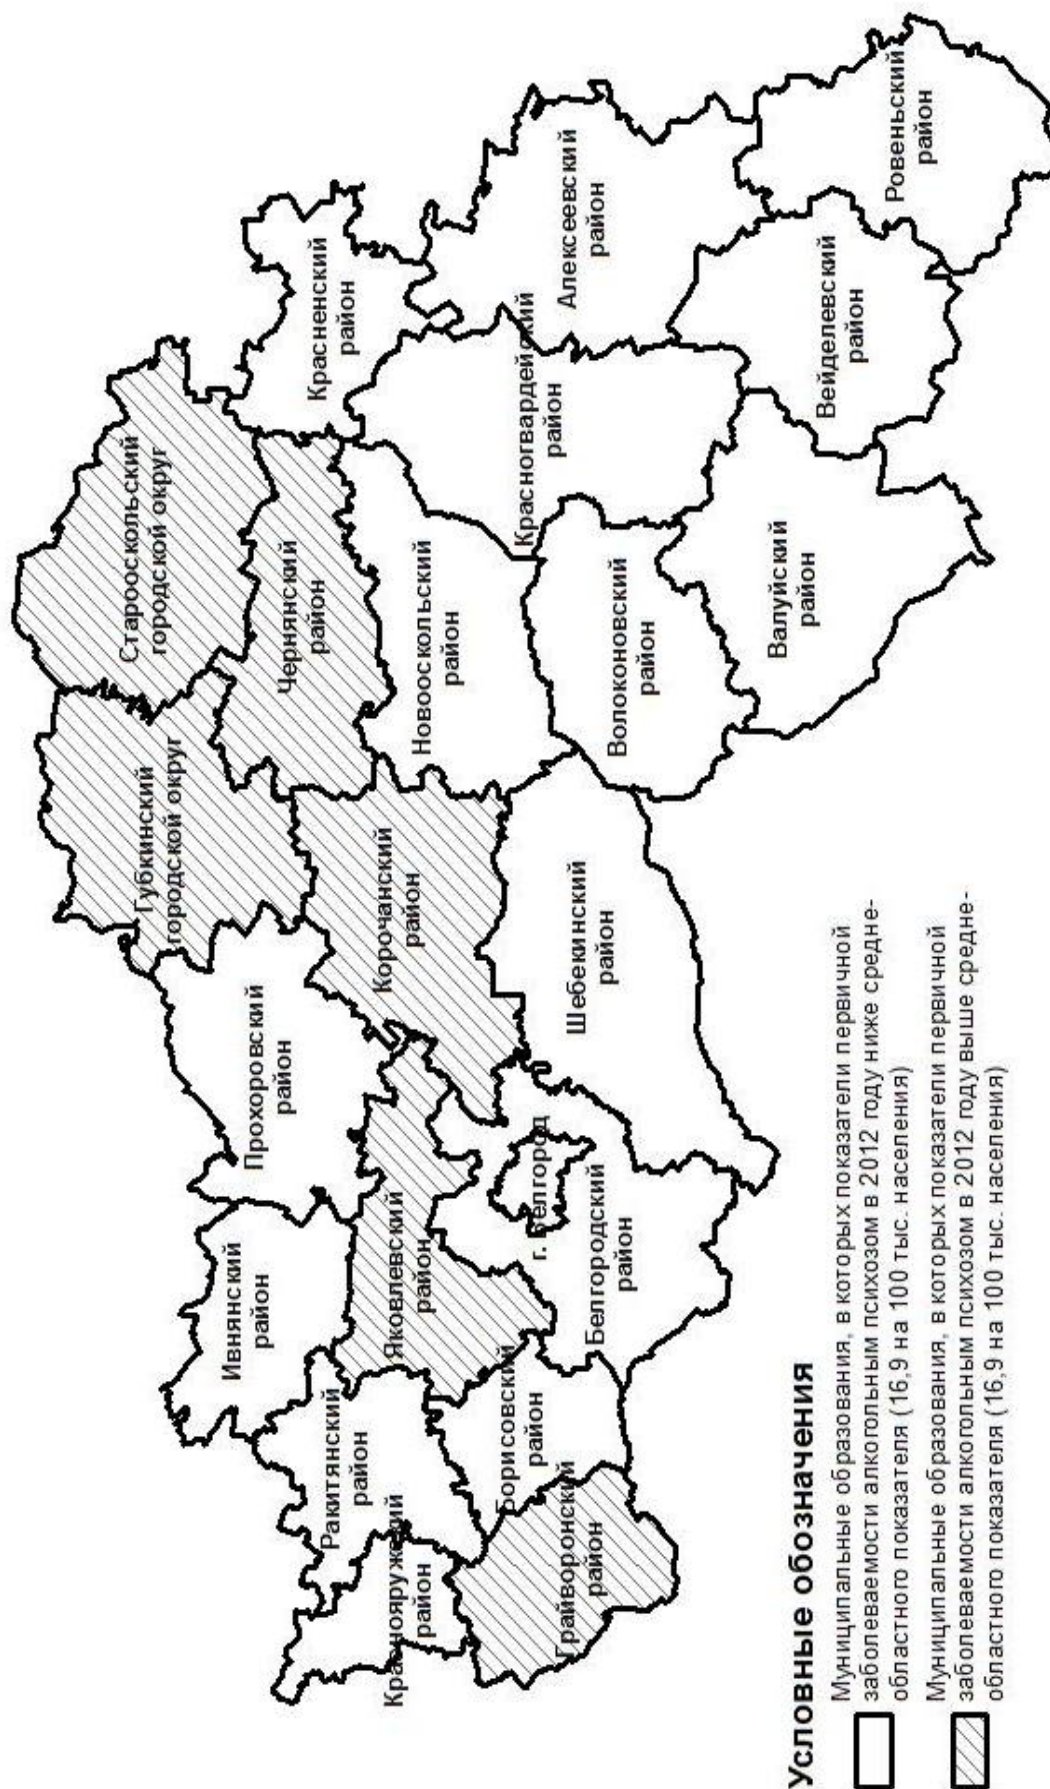 Старооскольский
городской округ
Губкинский
городской округ
Чернянский
район
Красненский
район
Прохоровский
район
Ивнянский
район
Корочанский
район
Новооскольский
район
Красногвардейский
район
Алексеевский
район
Ракитянский
район
Яковлевский
район
Краснояружский
район
Борисовский
район
Грайворонский
район
г. Белгород
Белгородский
район
Шебекинский
район
Волоконовский
район
Валуйский
район
Вейделевский
район
Ровеньский
район
Условные обозначения
Муниципальные образования, в которых показатели первичной
заболеваемости алкогольным психозом в 2012 году ниже средне-
областного показателя (16,9 на 100 тыс. населения)
Муниципальные образования, в которых показатели первичной
заболеваемости алкогольным психозом в 2012 году выше средне-
областного показателя (16,9 на 100 тыс. населения)